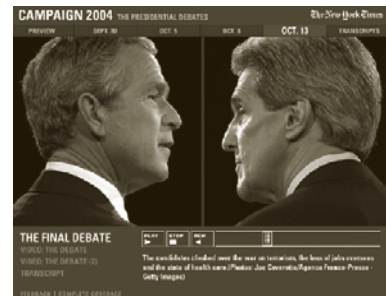 CAMPAIGN 2004 THE PRESIDENTIAL DEBATES The New York Times
PREVIEW SEPT. 30 OCT. 5 OCT. 8 OCT. 13 TRANSCRIPTS
THE FINAL DEBATE
VIDEO: THE DEBATE
VIDEO: THE DEBATE (2)
TRANSCRIPT
PLAY STOP REW
The candidates clashed over the war on terrorism, the loss of jobs overseas
and the state of health care.(Photos: Joe Cavaretta/Agence France-Presse -
Getty Images)
FEEDBACK | COMPLETE COVERAGE